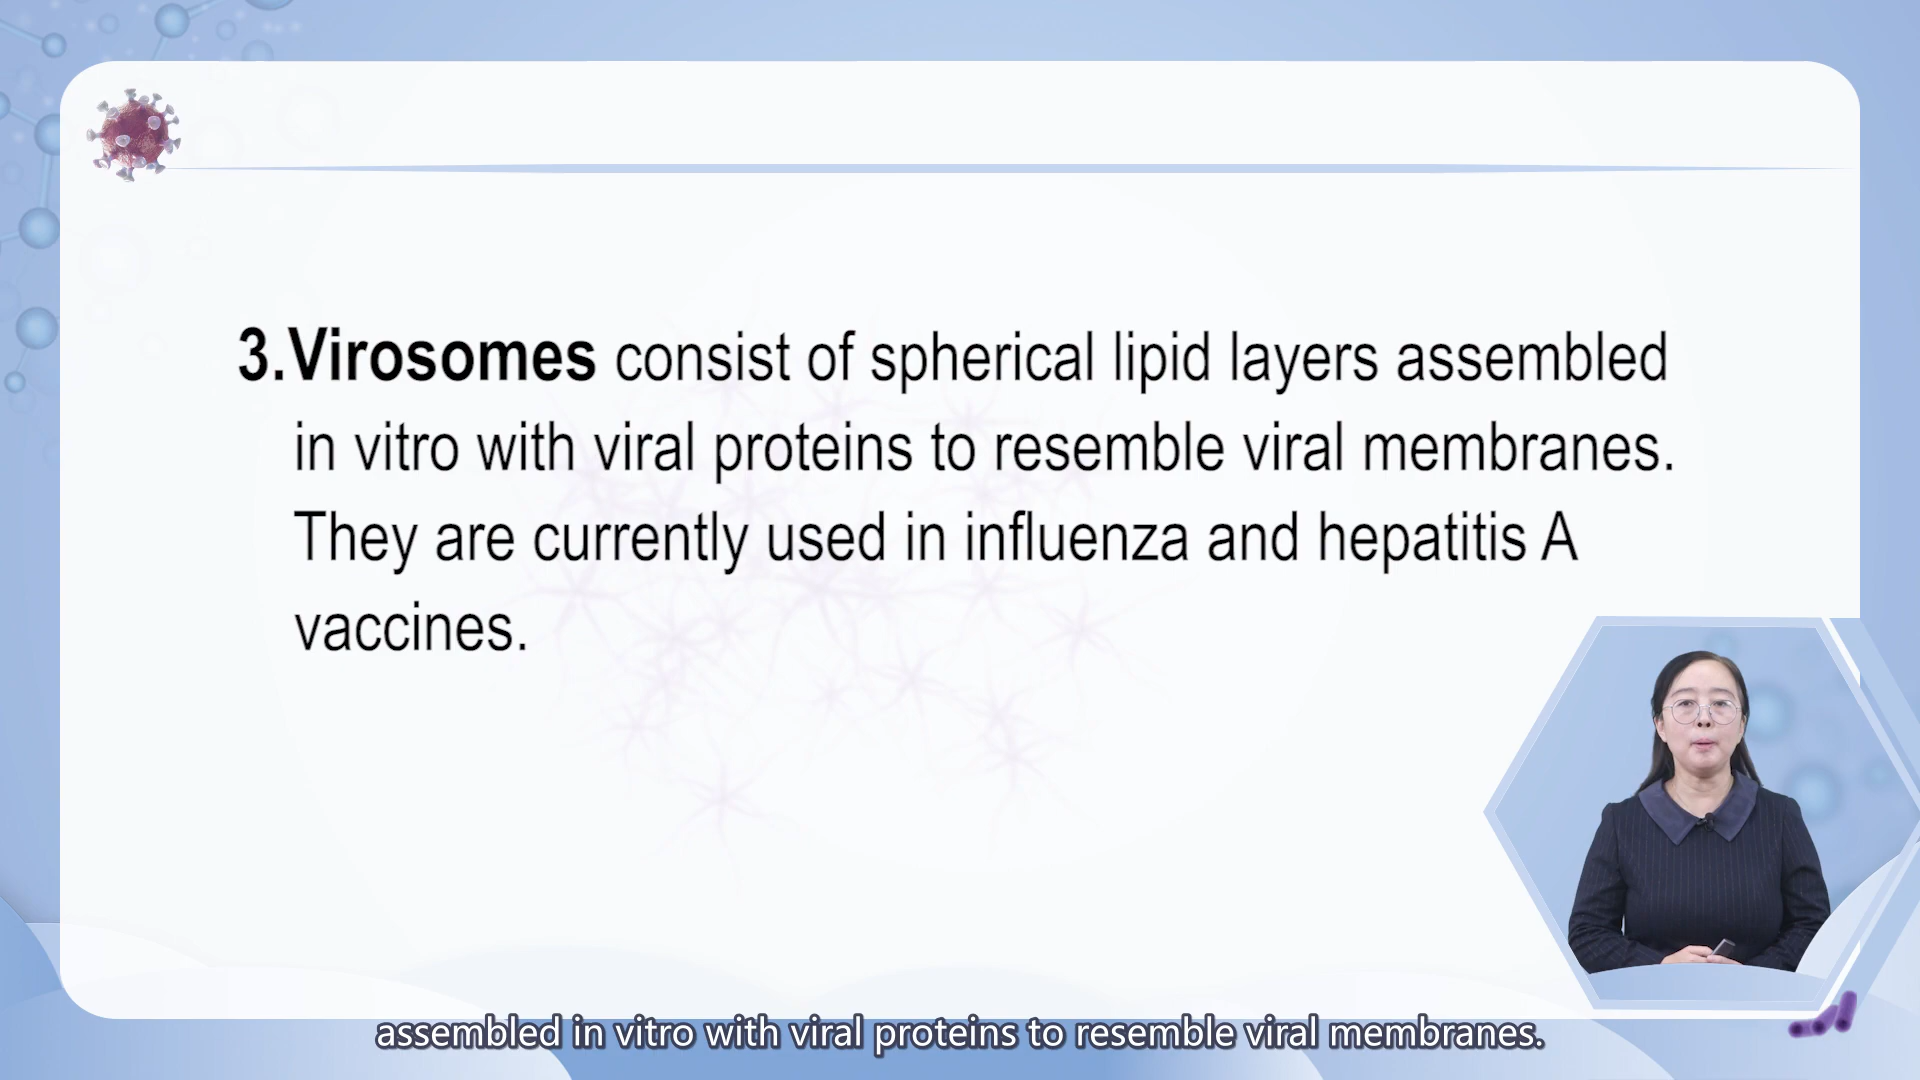 3.Virosomes consist of spherical lipid layers assembled
in vitro with viral proteins to resemble viral membranes.
They are currently used in influenza and hepatitis A
vaccines.
assembled in vitro with viral proteins to resemble viral membranes.